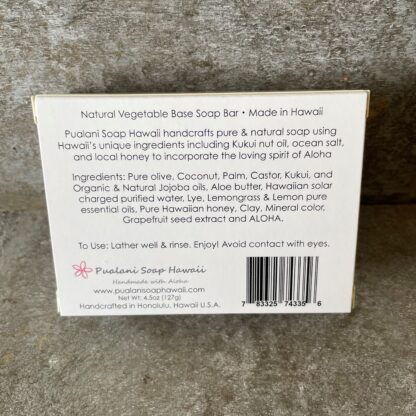 Natural Vegetable Base Soap Bar • Made in Hawaii
Pualani Soap Hawaii handcrafts pure & natural soap using
Hawaii's unique ingredients including Kukui nut oil, ocean salt,
and local honey to incorporate the loving spirit of Aloha
Ingredients: Pure olive, Coconut, Palm, Castor, Kukui, and
Organic & Natural Jojoba oils, Aloe butter, Hawaiian solar
charged purified water, Lye, Lemongrass & Lemon pure
essential oils, Pure Hawaiian honey, Clay, Mineral color,
Grapefruit seed extract and ALOHA.
To Use: Lather well & rinse. Enjoy! Avoid contact with eyes.
Pualani Soap Hawaii
Handmade with Aloha
www.pualanisoaphawaii.com
Net Wt: 4.5oz (127g)
Handcrafted in Honolulu, Hawaii U.S.A.
7 83325 74335 6